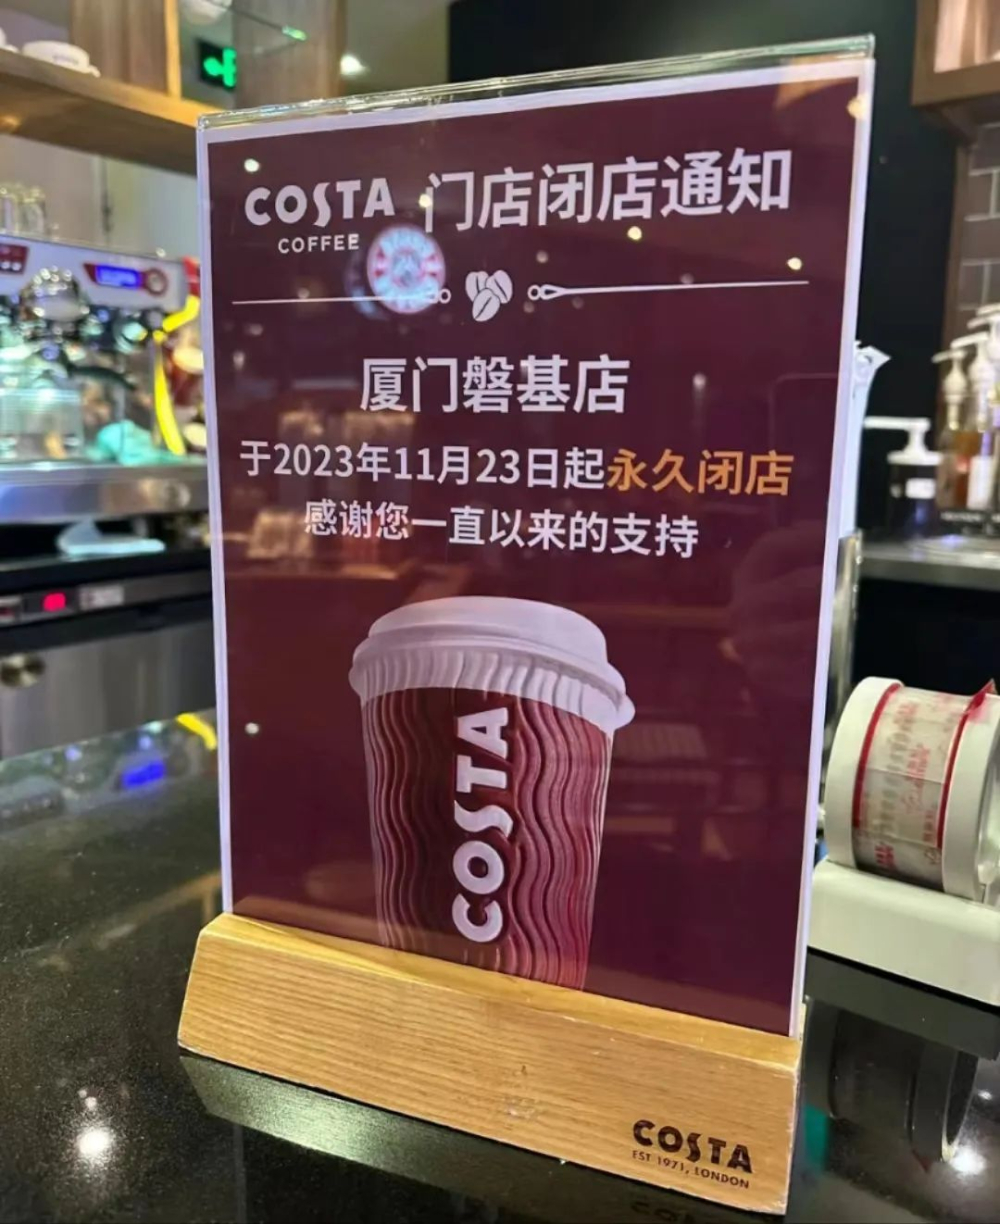 COSTA 门店闭店通知
COFFEE
厦门磐基店
于2023年11月23日起永久闭店
感谢您一直以来的支持
COSTA
COSTA
EST 1971, LONDON